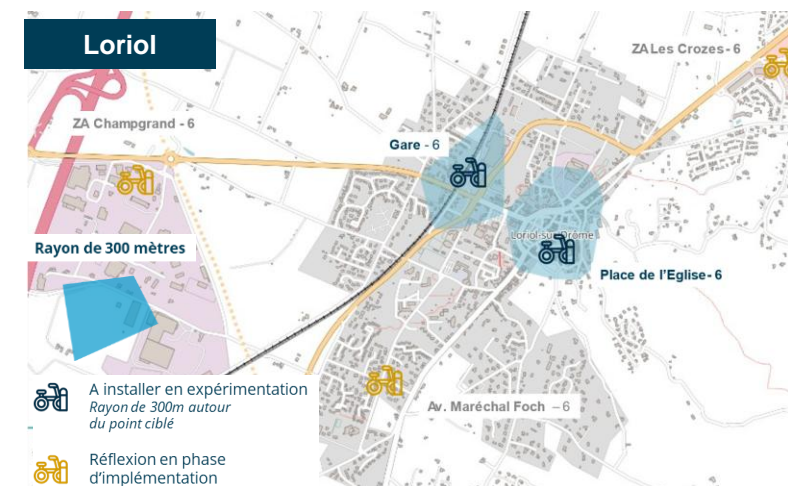 Loriol
ZA Les Crozes - 6
ZA Champgrand - 6
Gare - 6
Loriol-sur-Drôme
Rayon de 300 mètres
Place de l'Eglise- 6
A installer en expérimentation
Rayon de 300m autour
du point ciblé
Av. Maréchal Foch – 6
Réflexion en phase
d'implémentation